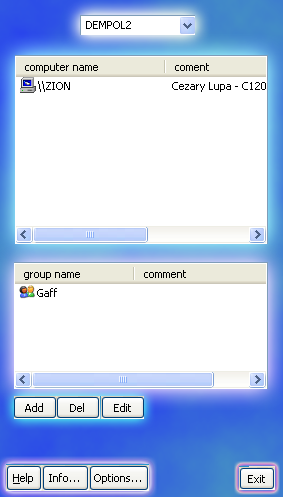 DEMPOL2
computer name coment
\\ZION Cezary Lupa - C120
group name comment
Gaff
Add Del Edit
Help Info... Options... Exit